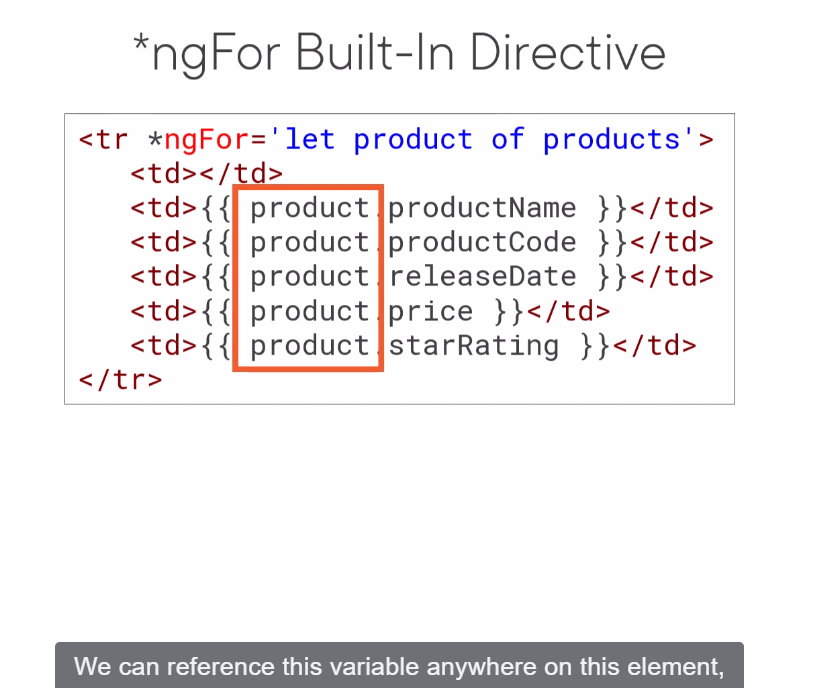 *ngFor Built-In Directive
<tr *ngFor='let product of products'>
<td></td>
<td>{{ product.productName }}</td>
<td>{{ product.productCode }}</td>
<td>{{ product.releaseDate }}</td>
<td>{{ product.price }}</td>
<td>{{ product.starRating }}</td>
</tr>
We can reference this variable anywhere on this element,